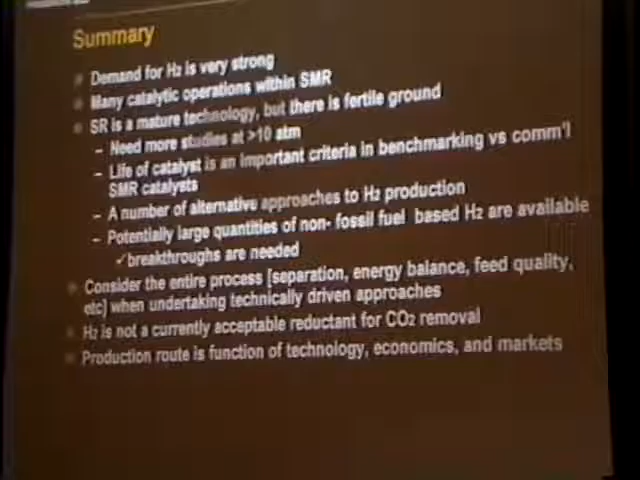 Summary
Demand for H2 is very strong
Many catalytic operations within SMR
SR is a mature technology, but there is fertile ground
– Need more studies at >10 atm
– Life of catalyst is an important criteria in benchmarking vs comm'l
SMR catalysts
– A number of alternative approaches to H2 production
– Potentially large quantities of non- fossil fuel based H2 are available
✓breakthroughs are needed
Consider the entire process [separation, energy balance, feed quality,
etc] when undertaking technically driven approaches
H2 is not a currently acceptable reductant for CO2 removal
Production route is function of technology, economics, and markets